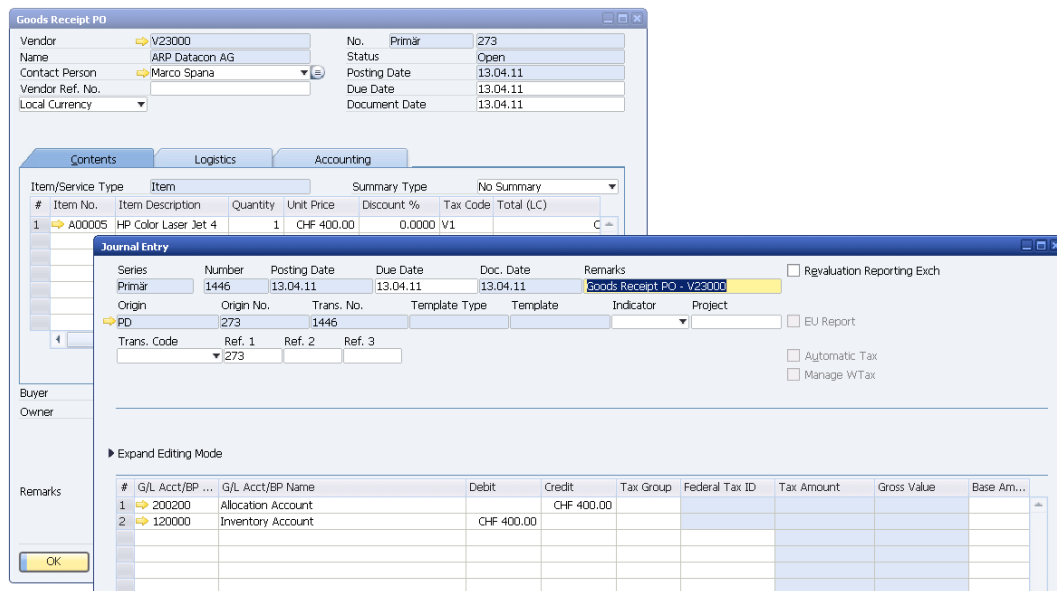 Goods Receipt PO
Vendor V23000 No. Primär 273
Name ARP Datacon AG Status Open
Contact Person Marco Spana Posting Date 13.04.11
Vendor Ref. No. Due Date 13.04.11
Local Currency Document Date 13.04.11
Contents Logistics Accounting
Item/Service Type Item Summary Type No Summary
# Item No. Item Description Quantity Unit Price Discount % Tax Code Total (LC)
1 A00005 HP Color Laser Jet 4 1 CHF 400.00 0.0000 V1 C
Journal Entry
Series Number Posting Date Due Date Doc. Date Remarks Revaluation Reporting Exch
Primär 1446 13.04.11 13.04.11 13.04.11 Goods Receipt PO - V23000
Origin Origin No. Trans. No. Template Type Template Indicator Project
PD 273 1446 EU Report
Trans. Code Ref. 1 Ref. 2 Ref. 3
273 Automatic Tax
Manage WTax
Buyer
Owner
Expand Editing Mode
Remarks
# G/L Acct/BP ... G/L Acct/BP Name Debit Credit Tax Group Federal Tax ID Tax Amount Gross Value Base Am...
1 200200 Allocation Account CHF 400.00
2 120000 Inventory Account CHF 400.00
OK